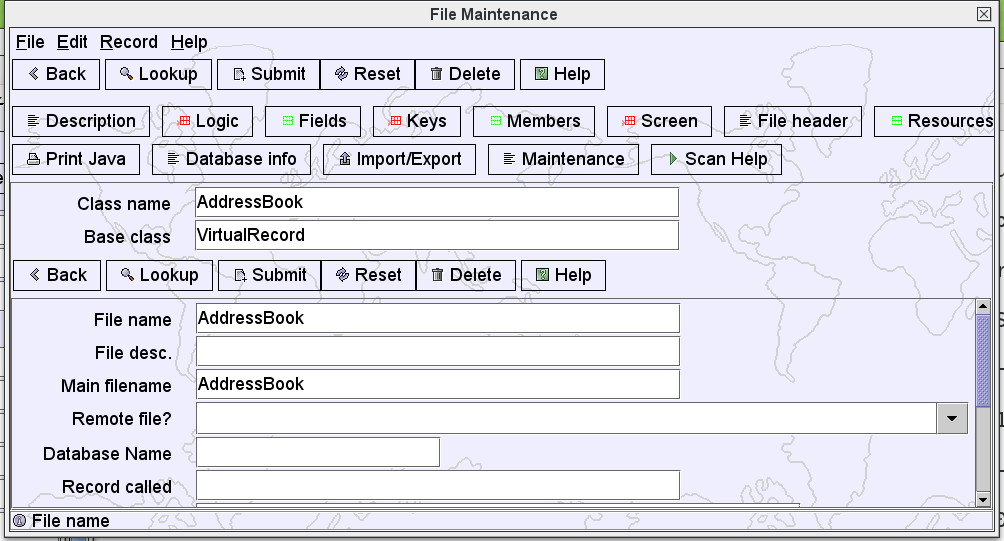 File Maintenance
File Edit Record Help
Back Lookup Submit Reset Delete Help
Description Logic Fields Keys Members Screen File header Resources
Print Java Database info Import/Export Maintenance Scan Help
Class name AddressBook
Base class VirtualRecord
Back Lookup Submit Reset Delete Help
File name AddressBook
File desc.
Main filename AddressBook
Remote file?
Database Name
Record called
File name